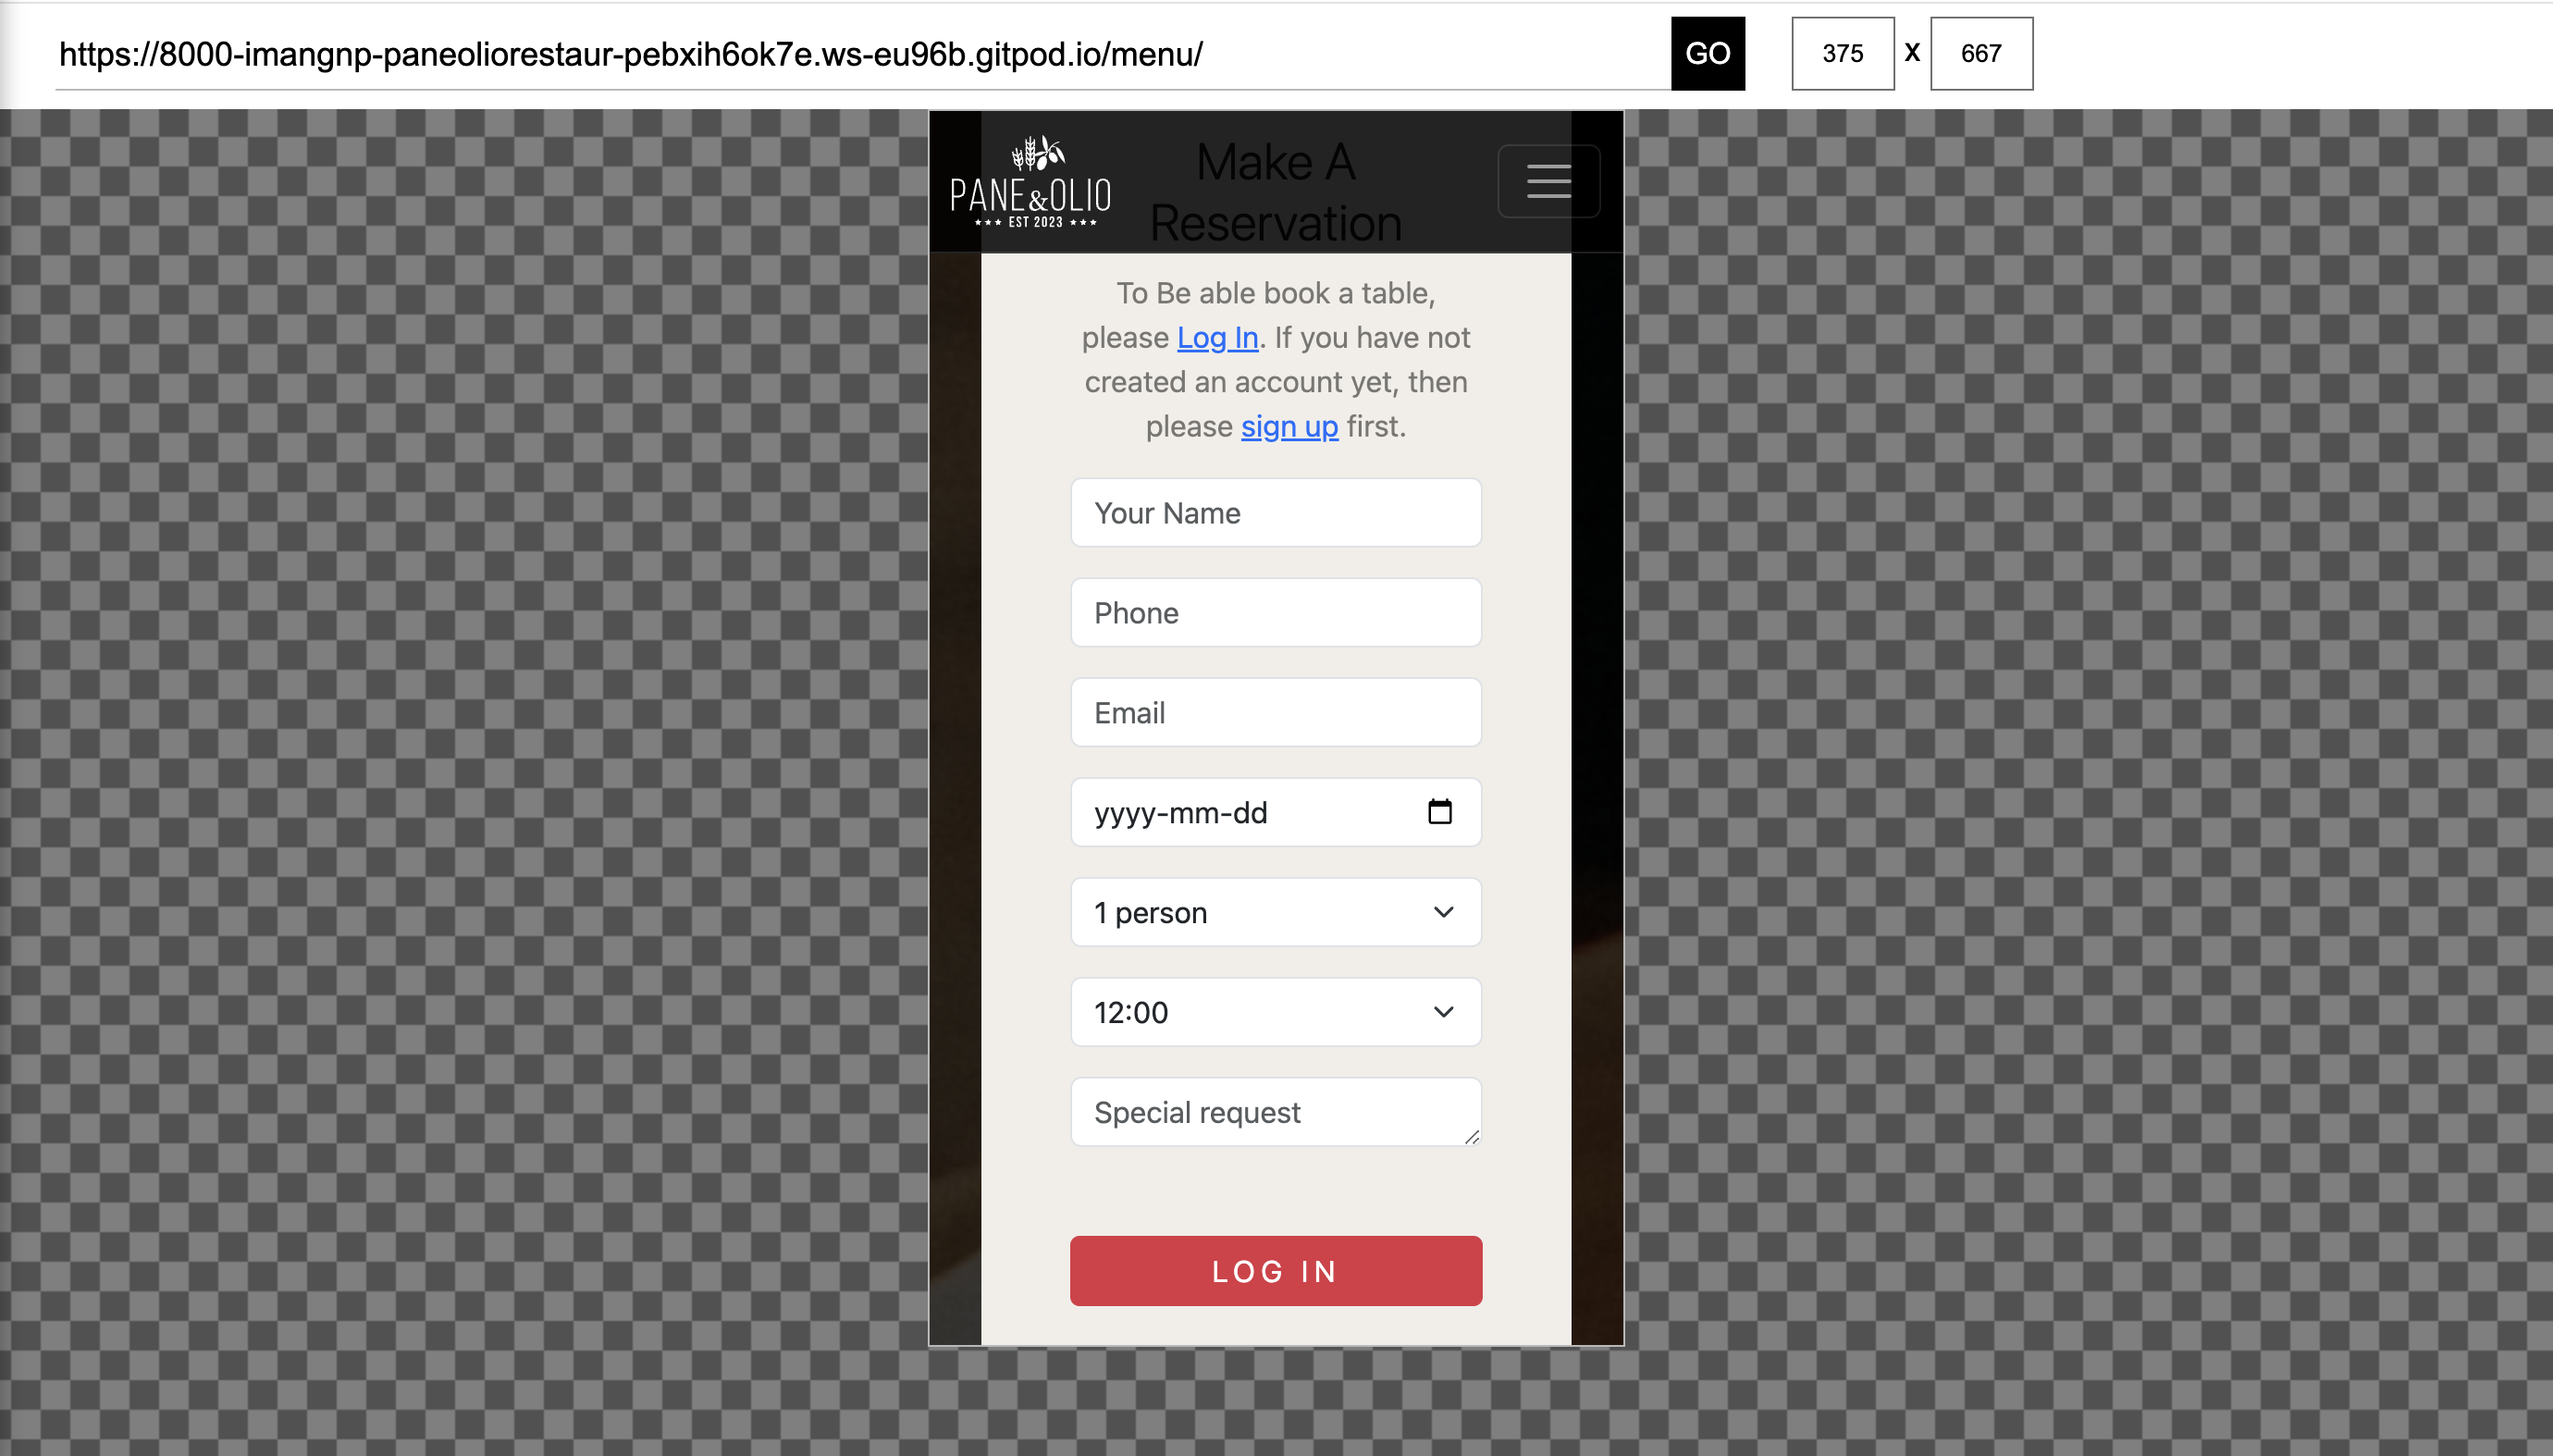 https://8000-imangnp-paneoliorestaur-pebxih6ok7e.ws-eu96b.gitpod.io/menu/
GO
375 X 667
PANE&OLIO
★★★ EST 2023 ★★★
Make A
Reservation
To Be able book a table,
please Log In. If you have not
created an account yet, then
please sign up first.
Your Name
Phone
Email
yyyy-mm-dd
1 person
12:00
Special request
LOG IN